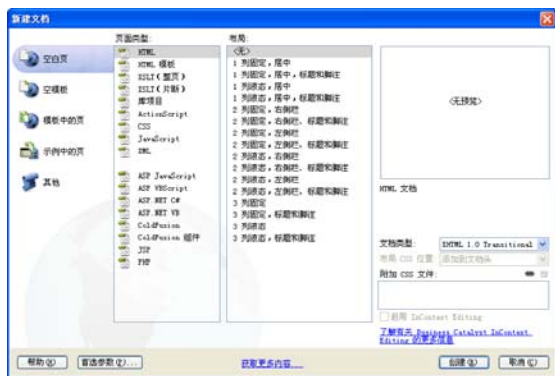 新建文档
空白页
空模板
模板中的页
示例中的页
其他
页面类型:
HTML
HTML 模板
XSLT(整页)
XSLT(片断)
库项目
ActionScript
CSS
JavaScript
XML
ASP JavaScript
ASP VBScript
ASP.NET C#
ASP.NET VB
ColdFusion
ColdFusion 组件
JSP
PHP
布局:
<无>
1 列固定,居中
1 列固定,居中,标题和脚注
1 列液态,居中
1 列液态,居中,标题和脚注
2 列固定,右侧栏
2 列固定,右侧栏、标题和脚注
2 列固定,左侧栏
2 列固定,左侧栏、标题和脚注
2 列液态,右侧栏
2 列液态,右侧栏、标题和脚注
2 列液态,左侧栏
2 列液态,左侧栏、标题和脚注
3 列固定
3 列固定,标题和脚注
3 列液态
3 列液态,标题和脚注
<无预览>
HTML 文档
文档类型: XHTML 1.0 Transitional
布局 CSS 位置: 添加到文档头
附加 CSS 文件:
启用 InContext Editing
了解有关 Business Catalyst InContext
Editing 的更多信息
帮助(H)
首选参数(P)...
获取更多内容...
创建(R)
取消(C)